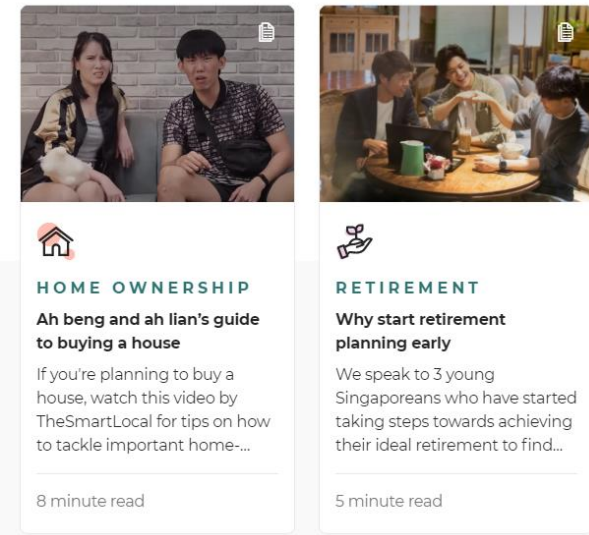 HOME OWNERSHIP
Ah beng and ah lian's guide
to buying a house
If you're planning to buy a
house, watch this video by
TheSmartLocal for tips on how
to tackle important home-...
8 minute read
RETIREMENT
Why start retirement
planning early
We speak to 3 young
Singaporeans who have started
taking steps towards achieving
their ideal retirement to find...
5 minute read